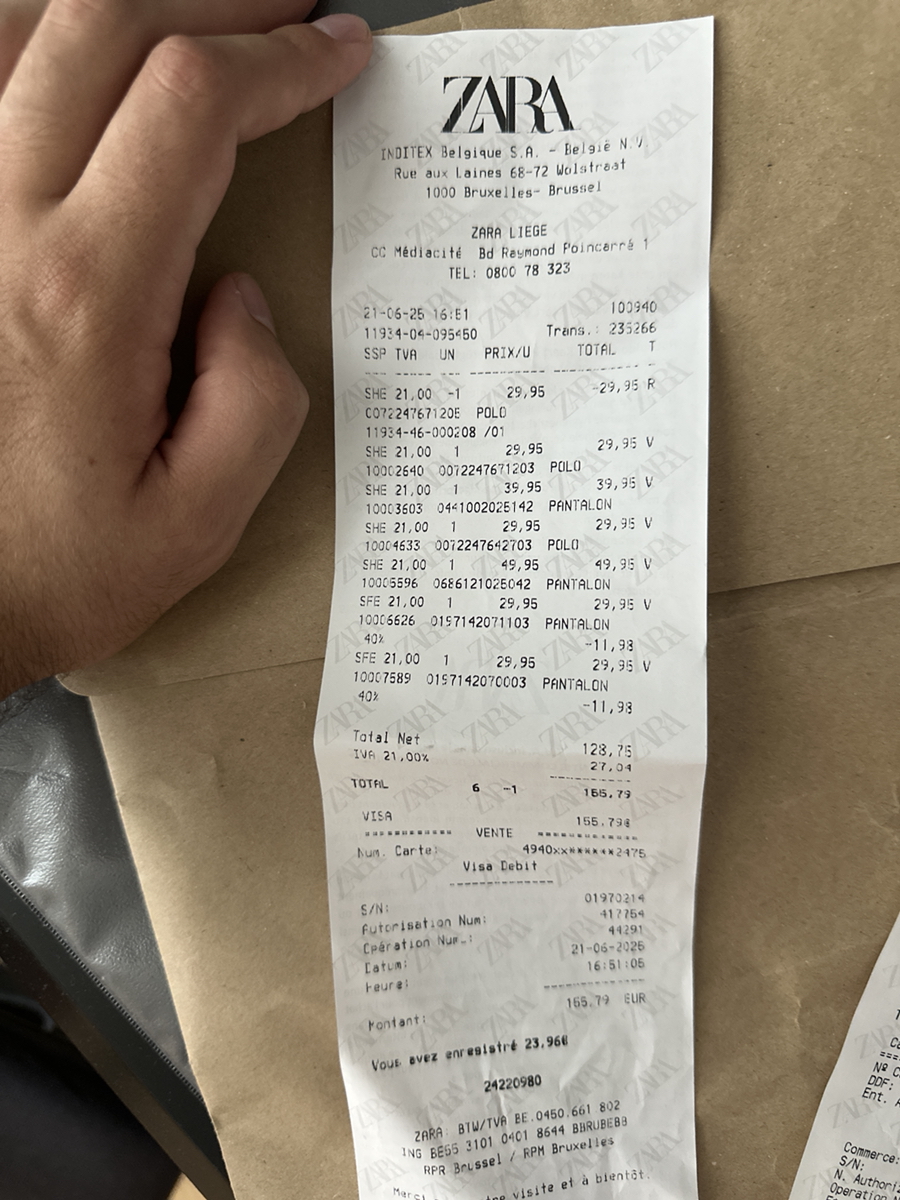 ZARA
INDITEX Belgique S.A. - België N.V.
Rue aux Laines 68-72 Wolstraat
1000 Bruxelles- Brussel
ZARA LIEGE
CC Médiacité Bd Raymond Poincarré 1
TEL: 0800 78 323
21-06-25 16:51 100940
11934-04-095450 Trans.: 235266
SSP TVA UN PRIX/U TOTAL T
SHE 21,00 -1 29,95 -29,95 R
0072247671205 POLO
11934-46-000208 /01
SHE 21,00 1 29,95 29,95 V
10002640 0072247671203 POLO
SHE 21,00 1 39,95 39,95 V
10003603 0441002025142 PANTALON
SHE 21,00 1 29,95 29,95 V
10004633 0072247642703 POLO
SHE 21,00 1 49,95 49,95 V
10005596 0686121025042 PANTALON
SFE 21,00 1 29,95 29,95 V
10006626 0197142071103 PANTALON
40% -11,98
SFE 21,00 1 29,95 29,95 V
10007589 0197142070003 PANTALON
40% -11,98
Total Net 128,75
IVA 21,00% 27,04
TOTAL 6 -1 155,79
VISA 155,79€
=========== VENTE ============
Num. Carte: 4940xx******2475
Visa Debit
S/N: 01970214
Autorisation Num: 417754
Opération Num.: 44291
Datum: 21-06-2025
Heure: 16:51:05
Montant: 155,79 EUR
Vous avez enregistré 23,96€
24220980
ZARA: BTW/TVA BE.0450.661 802
ING BE55 3101 0401 8644 BBRUBEBB
RPR Brussel / RPM Bruxelles
visite et à bientôt.
Nº C
DDF:
Ent.
Commerce:
S/N:
N. Autori
Operation